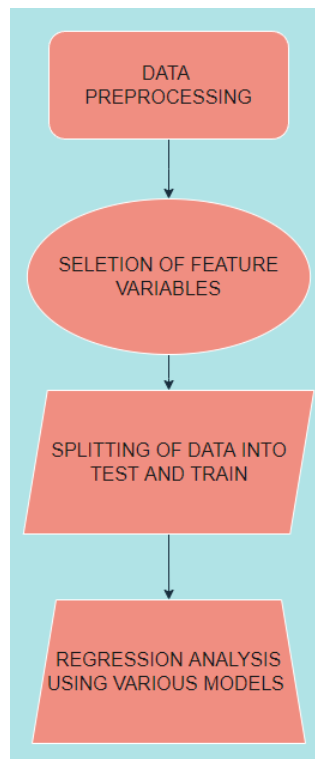 DATA
PREPROCESSING
SELETION OF FEATURE
VARIABLES
SPLITTING OF DATA INTO
TEST AND TRAIN
REGRESSION ANALYSIS
USING VARIOUS MODELS